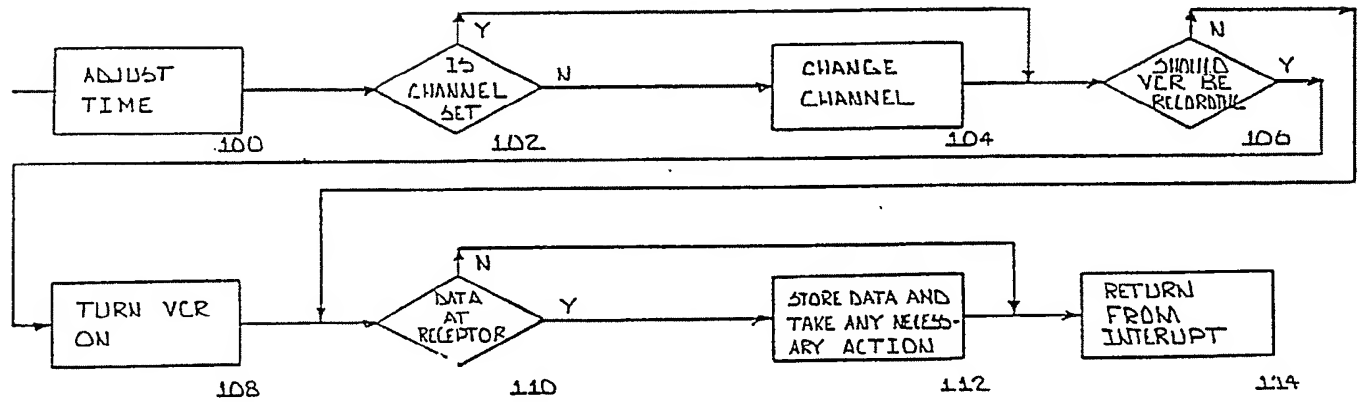 ADJUST
TIME
100
Y
IS
CHANNEL
SET
N
102
CHANGE
CHANNEL
104
N
SHOULD
VCR BE
RECORDING
Y
106
TURN VCR
ON
108
N
DATA
AT
RECEPTOR
Y
110
STORE DATA AND
TAKE ANY NECESS-
ARY ACTION
112
RETURN
FROM
INTERUPT
114